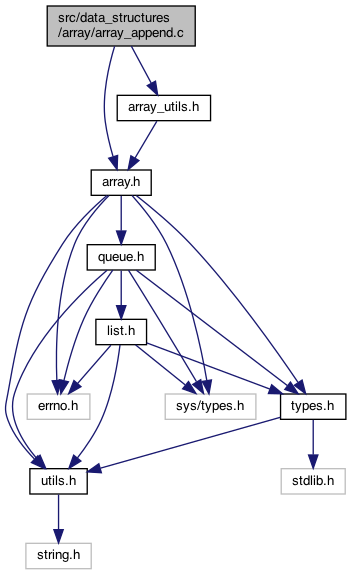 src/data_structures
/array/array_append.c
array_utils.h
array.h
queue.h
list.h
errno.h
sys/types.h
types.h
utils.h
stdlib.h
string.h